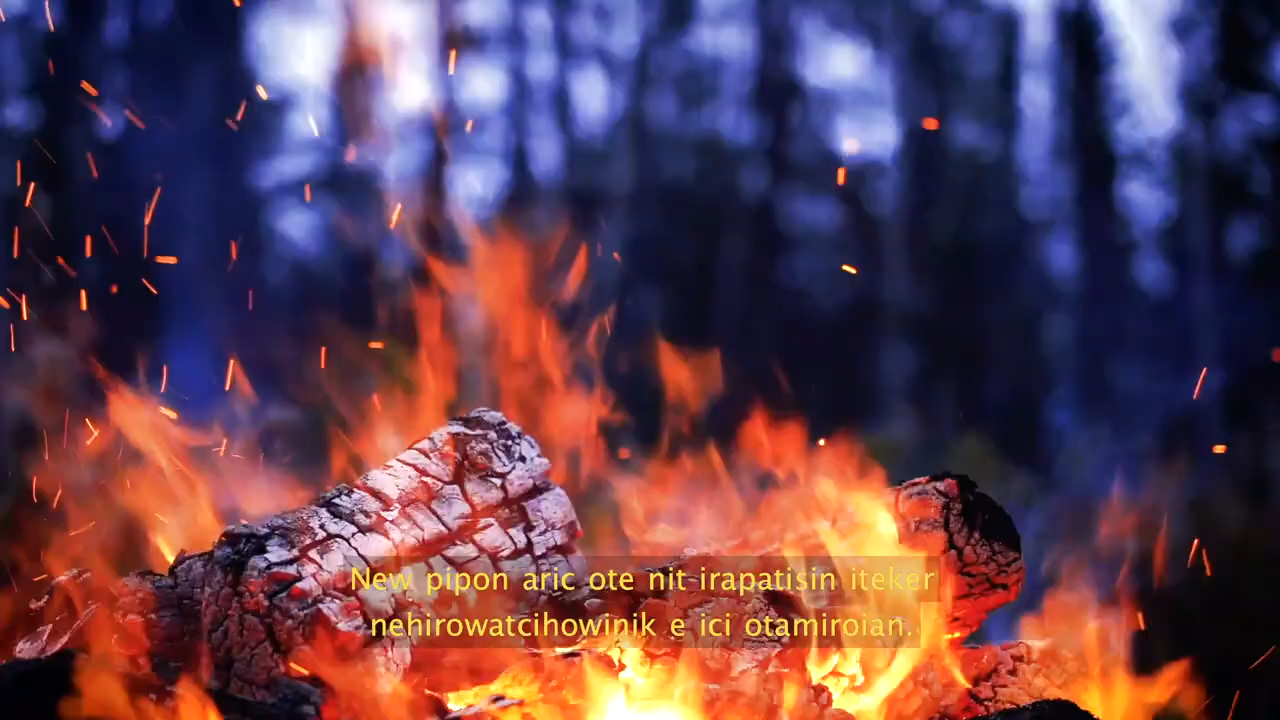 New pipon aric ote nit irapatisin iteker
nehirowatcihowinik e ici otamiroian.